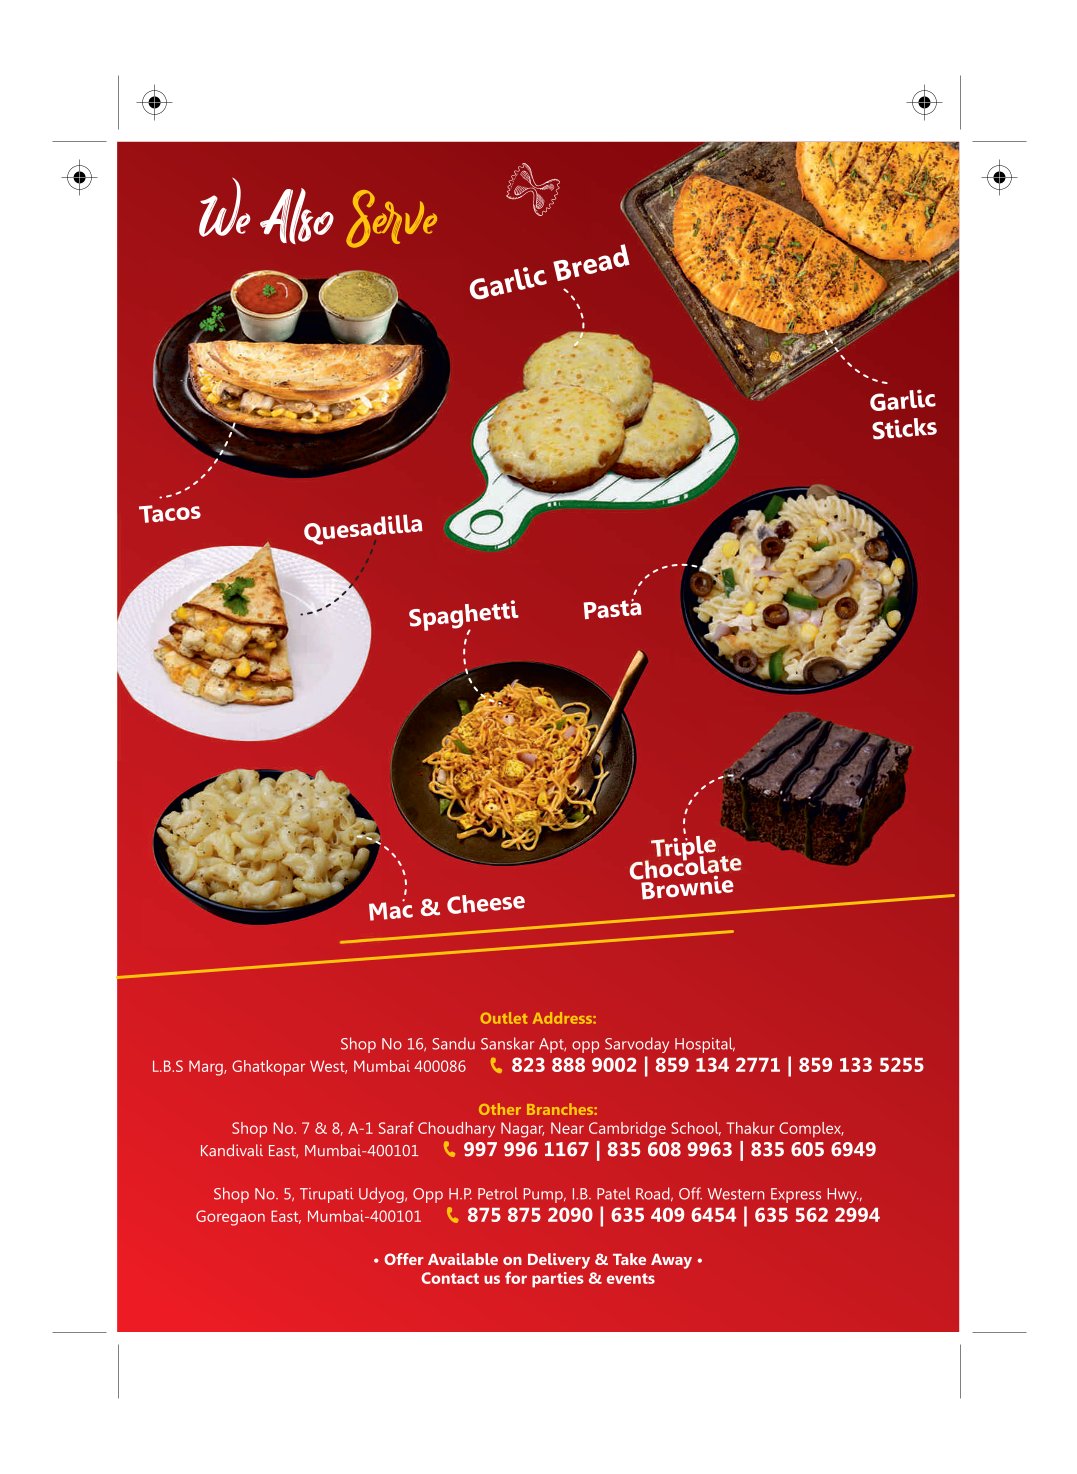 We Also Serve
Garlic Bread
Garlic
Sticks
Tacos
Quesadilla
Spaghetti
Pasta
Triple
Chocolate
Brownie
Mac & Cheese
Outlet Address:
Shop No 16, Sandu Sanskar Apt, opp Sarvoday Hospital,
L.B.S Marg, Ghatkopar West, Mumbai 400086 823 888 9002 | 859 134 2771 | 859 133 5255
Other Branches:
Shop No. 7 & 8, A-1 Saraf Choudhary Nagar, Near Cambridge School, Thakur Complex,
Kandivali East, Mumbai-400101 997 996 1167 | 835 608 9963 | 835 605 6949
Shop No. 5, Tirupati Udyog, Opp H.P. Petrol Pump, I.B. Patel Road, Off. Western Express Hwy.,
Goregaon East, Mumbai-400101 875 875 2090 | 635 409 6454 | 635 562 2994
• Offer Available on Delivery & Take Away •
Contact us for parties & events